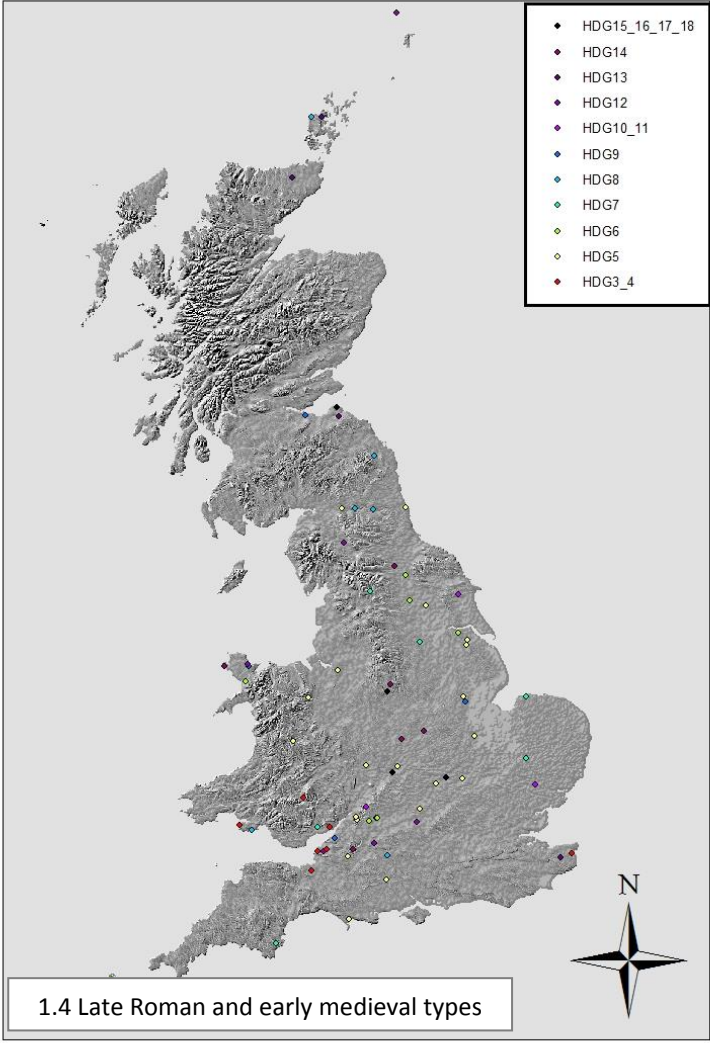 HDG15_16_17_18
HDG14
HDG13
HDG12
HDG10_11
HDG9
HDG8
HDG7
HDG6
HDG5
HDG3_4
N
1.4 Late Roman and early medieval types